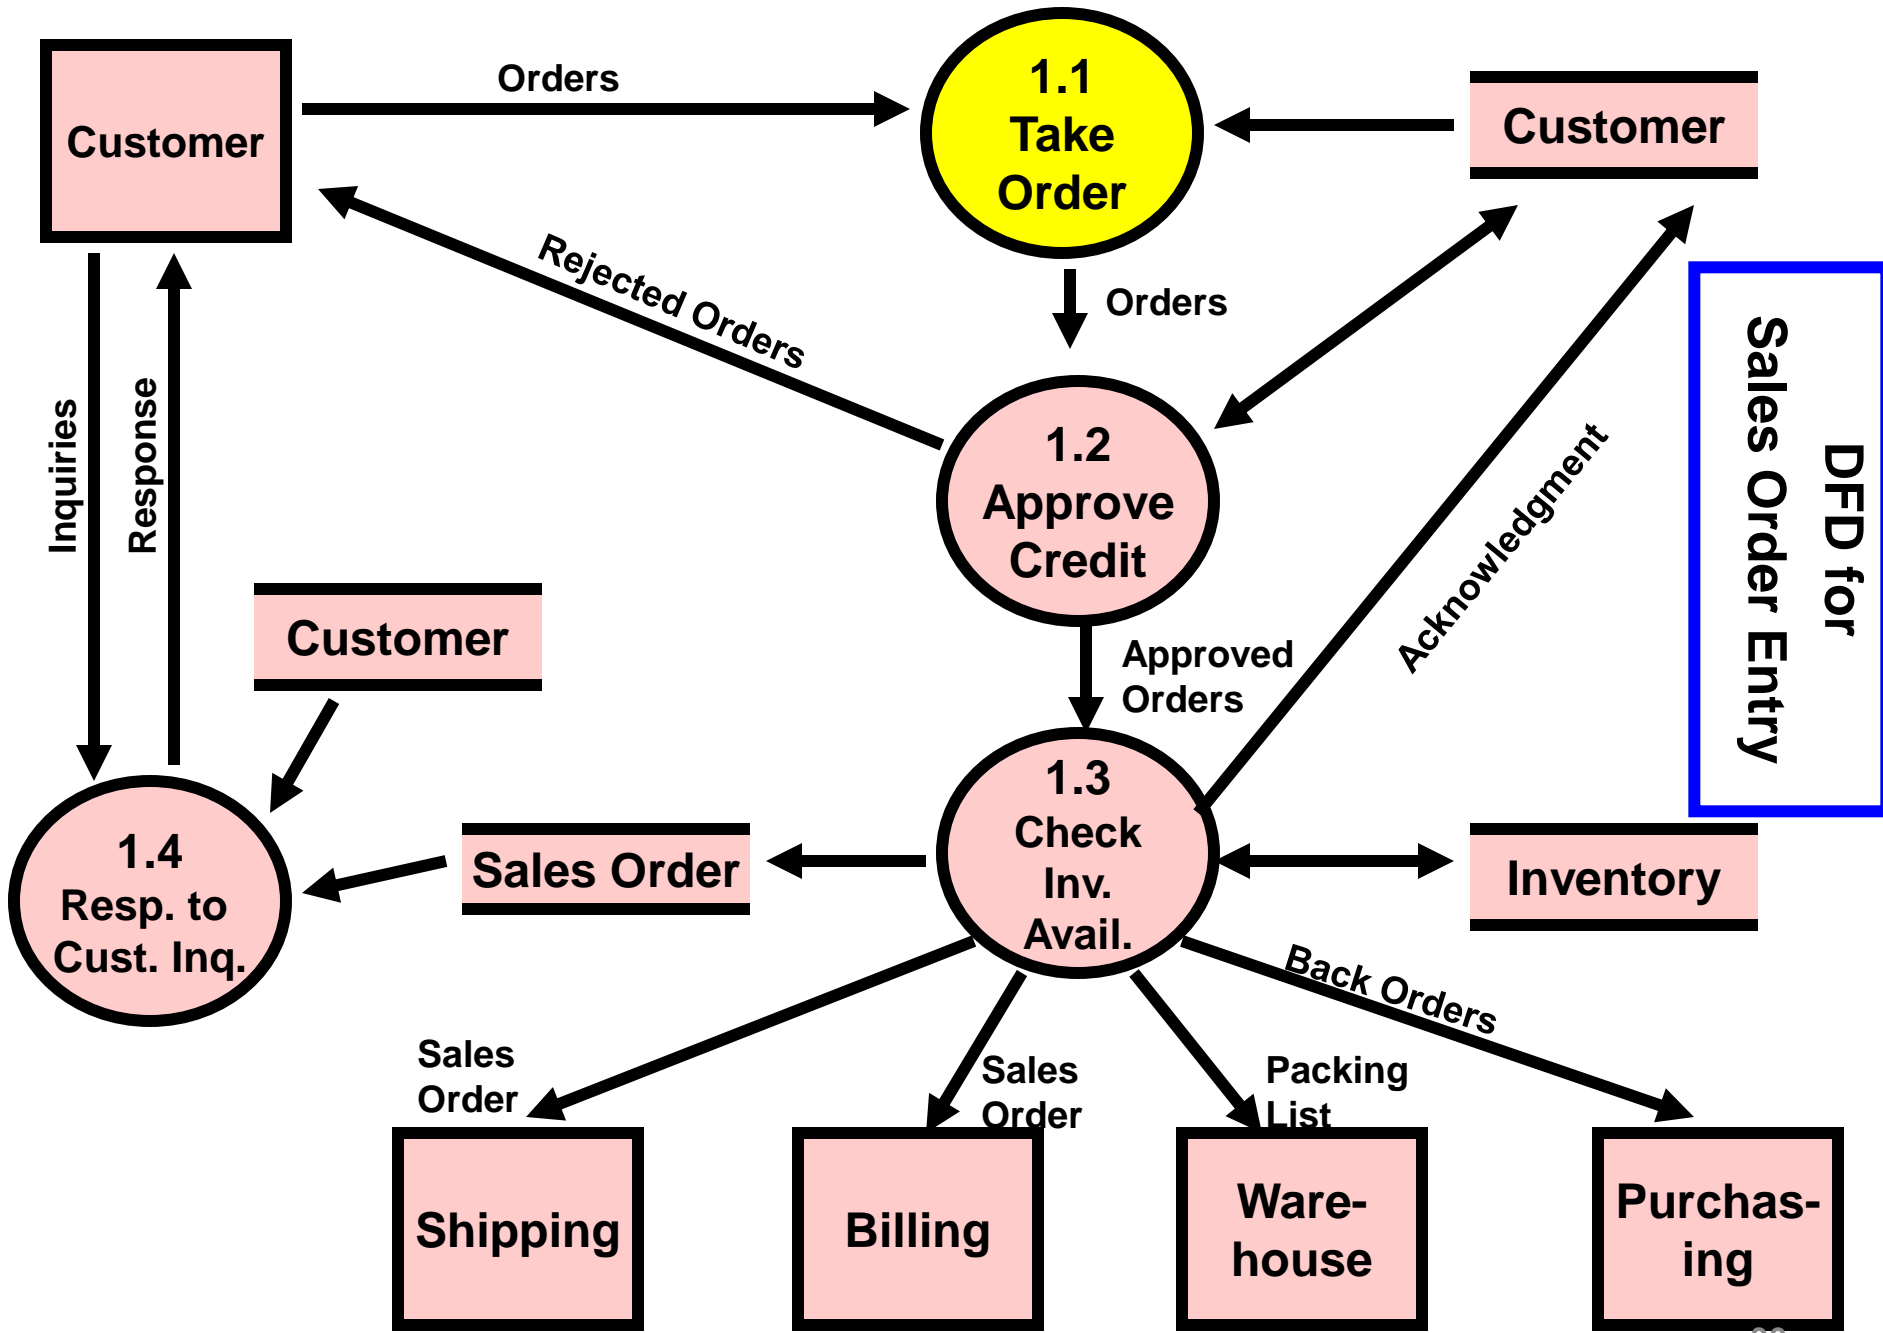 Customer
Orders
1.1
Take
Order
Customer
Rejected Orders
Orders
Inquiries
Response
1.2
Approve
Credit
Acknowledgment
DFD for
Sales Order Entry
Customer
Approved
Orders
1.3
Check
Inv.
Avail.
1.4
Resp. to
Cust. Inq.
Sales Order
Inventory
Back Orders
Sales
Order
Sales
Order
Packing
List
Shipping
Billing
Ware-
house
Purchas-
ing